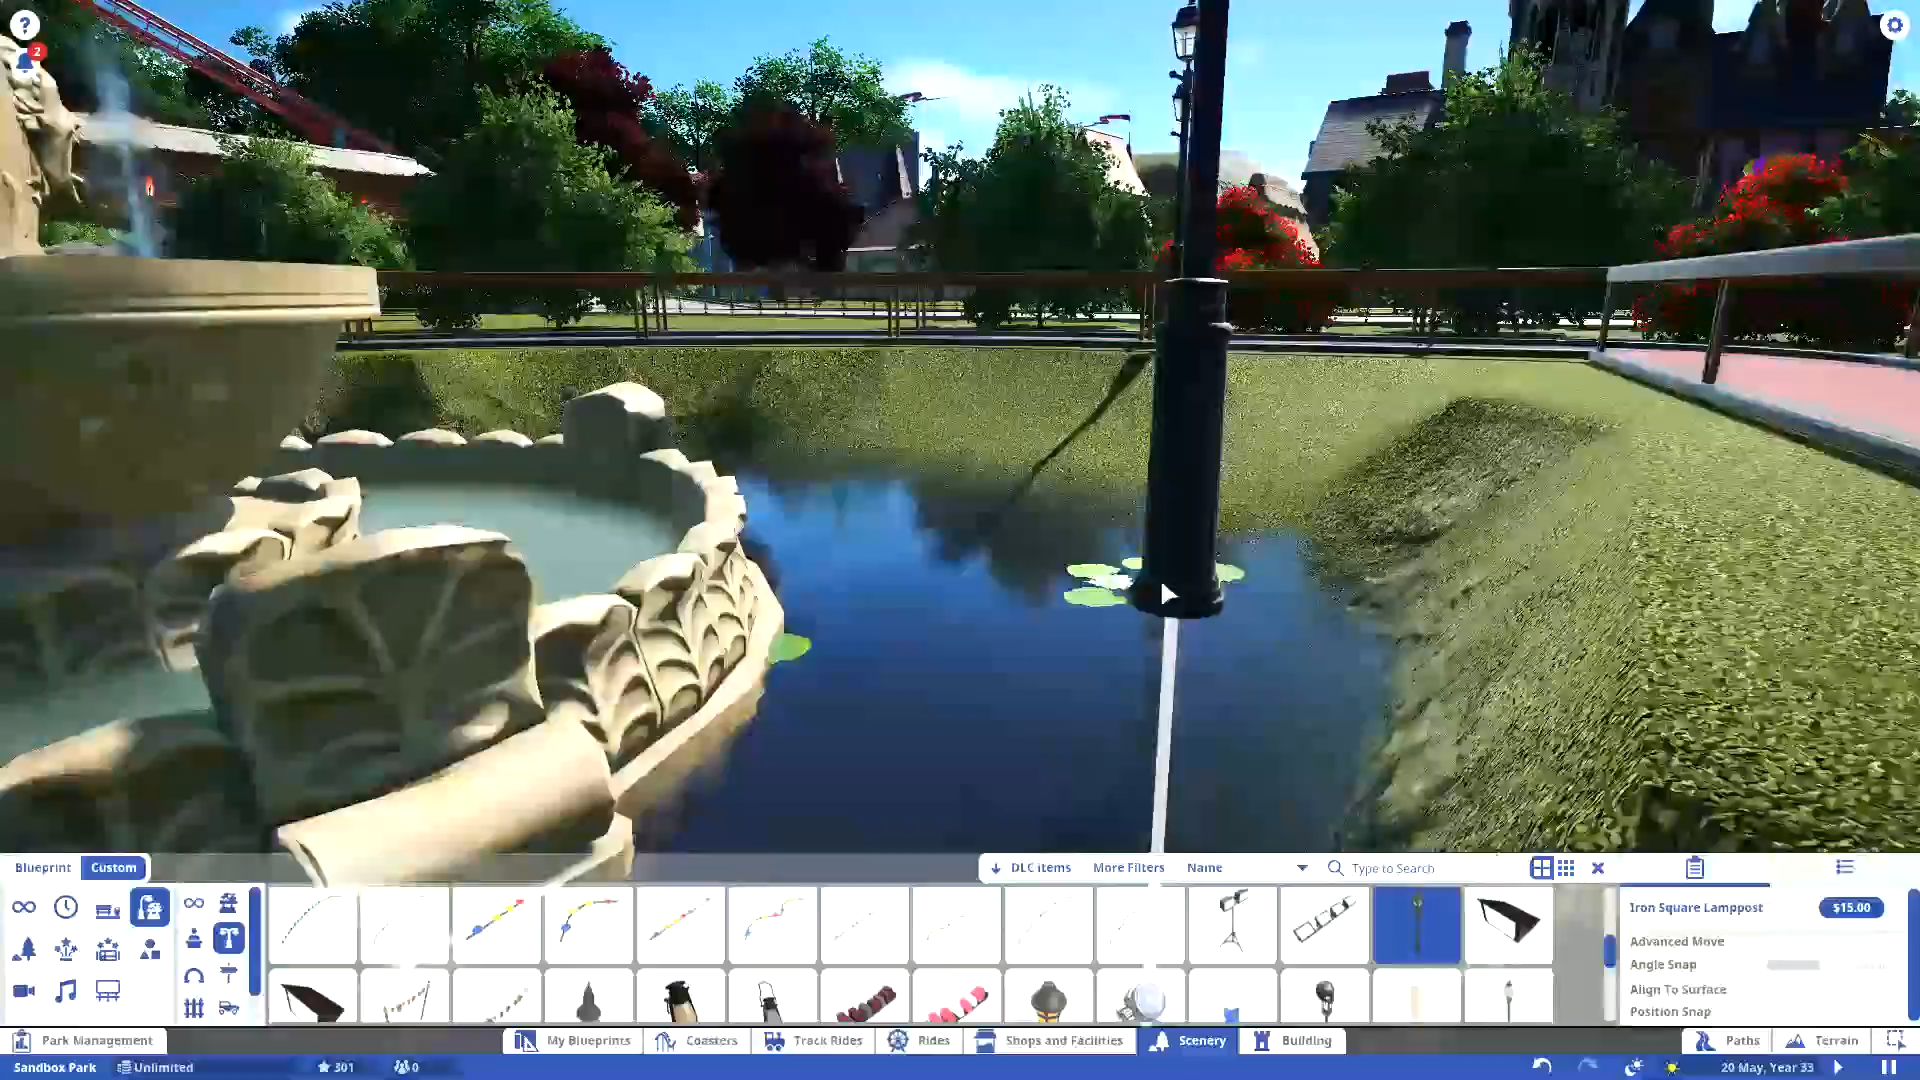 ?
2
Blueprint
Custom
DLC items
More Filters
Name
Type to Search
Iron Square Lamppost
$15.00
Advanced Move
Angle Snap
Align To Surface
Position Snap
Park Management
My Blueprints
Coasters
Track Rides
Rides
Shops and Facilities
Scenery
Building
Paths
Terrain
Sandbox Park
Unlimited
301
0
20 May, Year 33